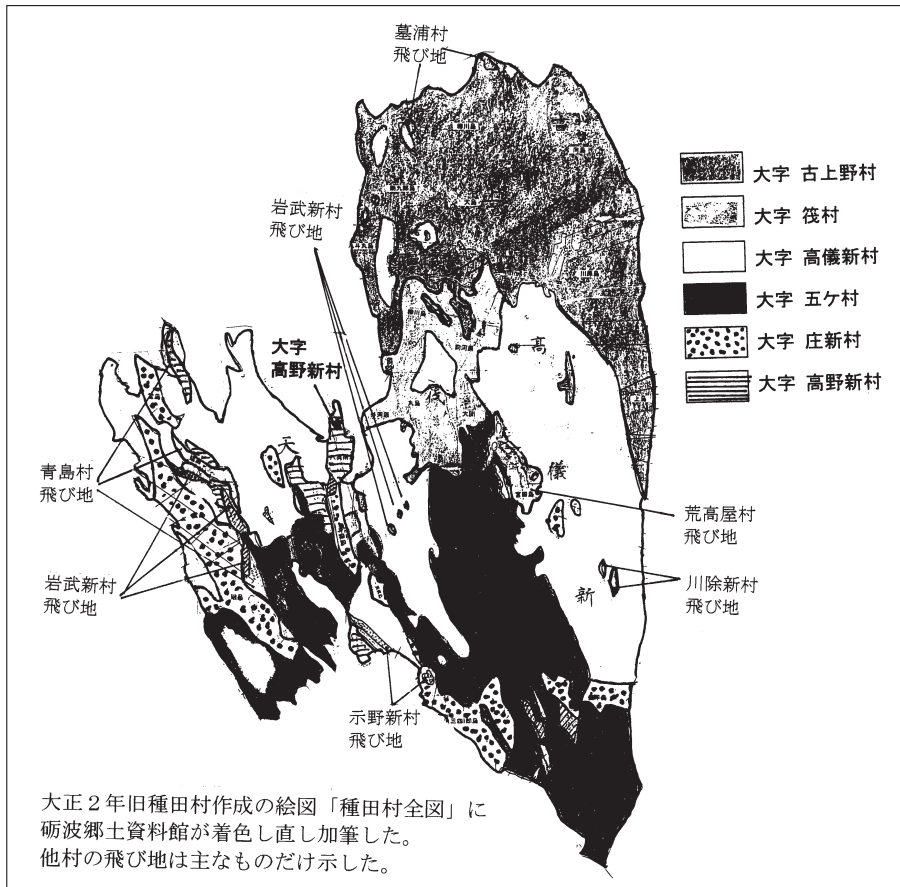 墓浦村
飛び地
大字 古上野村
大字 筏村
大字 高儀新村
大字 五ケ村
大字 庄新村
大字 高野新村
岩武新村
飛び地
大字
高野新村
高
儀
新
天
青島村
飛び地
岩武新村
飛び地
荒高屋村
飛び地
川除新村
飛び地
示野新村
飛び地
大正2年旧種田村作成の絵図「種田村全図」に
砺波郷土資料館が着色し直し加筆した。
他村の飛び地は主なものだけ示した。